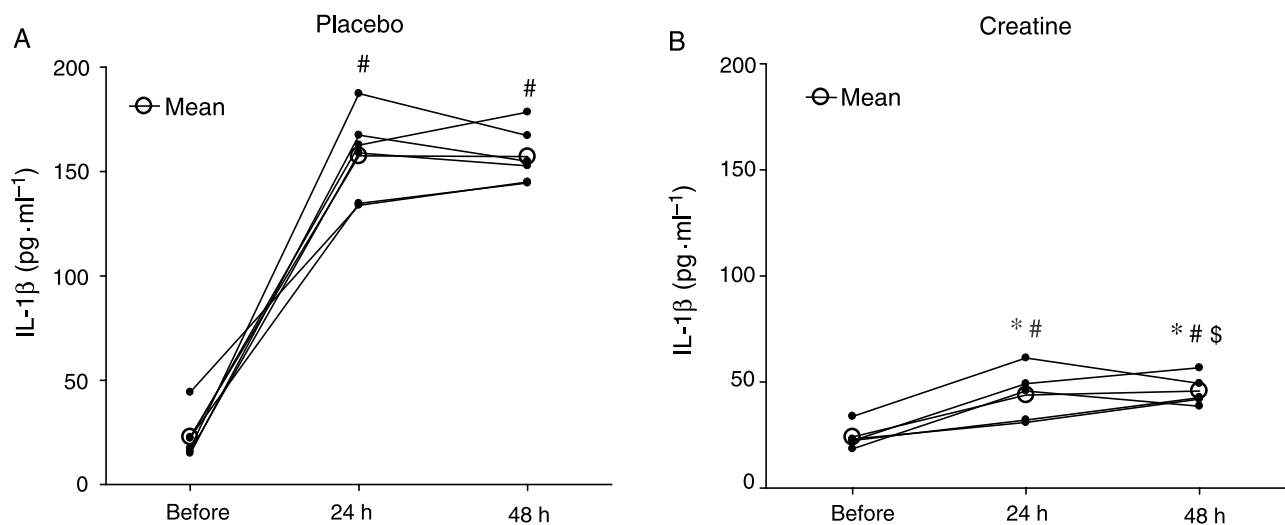 A
Placebo
200
150
100
50
0
IL-1β (pg·ml⁻¹)
Mean
#
#
Before
24 h
48 h
B
Creatine
200
150
100
50
0
IL-1β (pg·ml⁻¹)
Mean
* #
* # $
Before
24 h
48 h